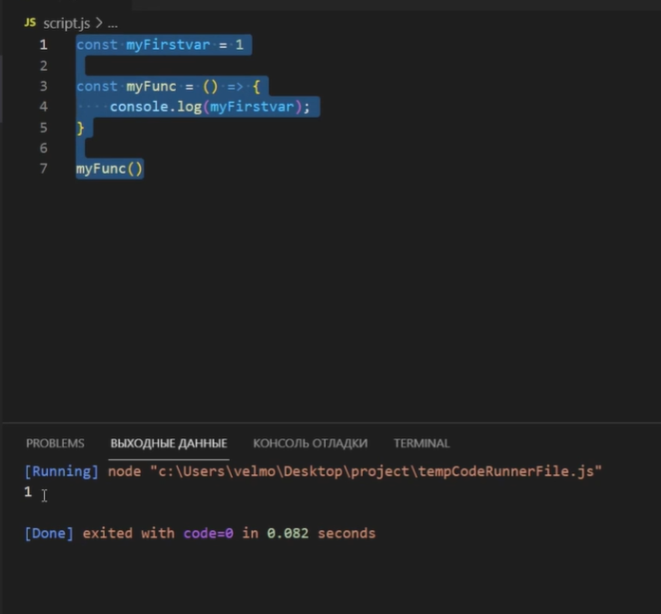 JS script.js > ...
1 const myFirstvar = 1
2
3 const myFunc = () => {
4     console.log(myFirstvar);
5 }
6
7 myFunc()
PROBLEMS ВЫХОДНЫЕ ДАННЫЕ КОНСОЛЬ ОТЛАДКИ TERMINAL
[Running] node "c:\Users\velmo\Desktop\project\tempCodeRunnerFile.js"
1
[Done] exited with code=0 in 0.082 seconds